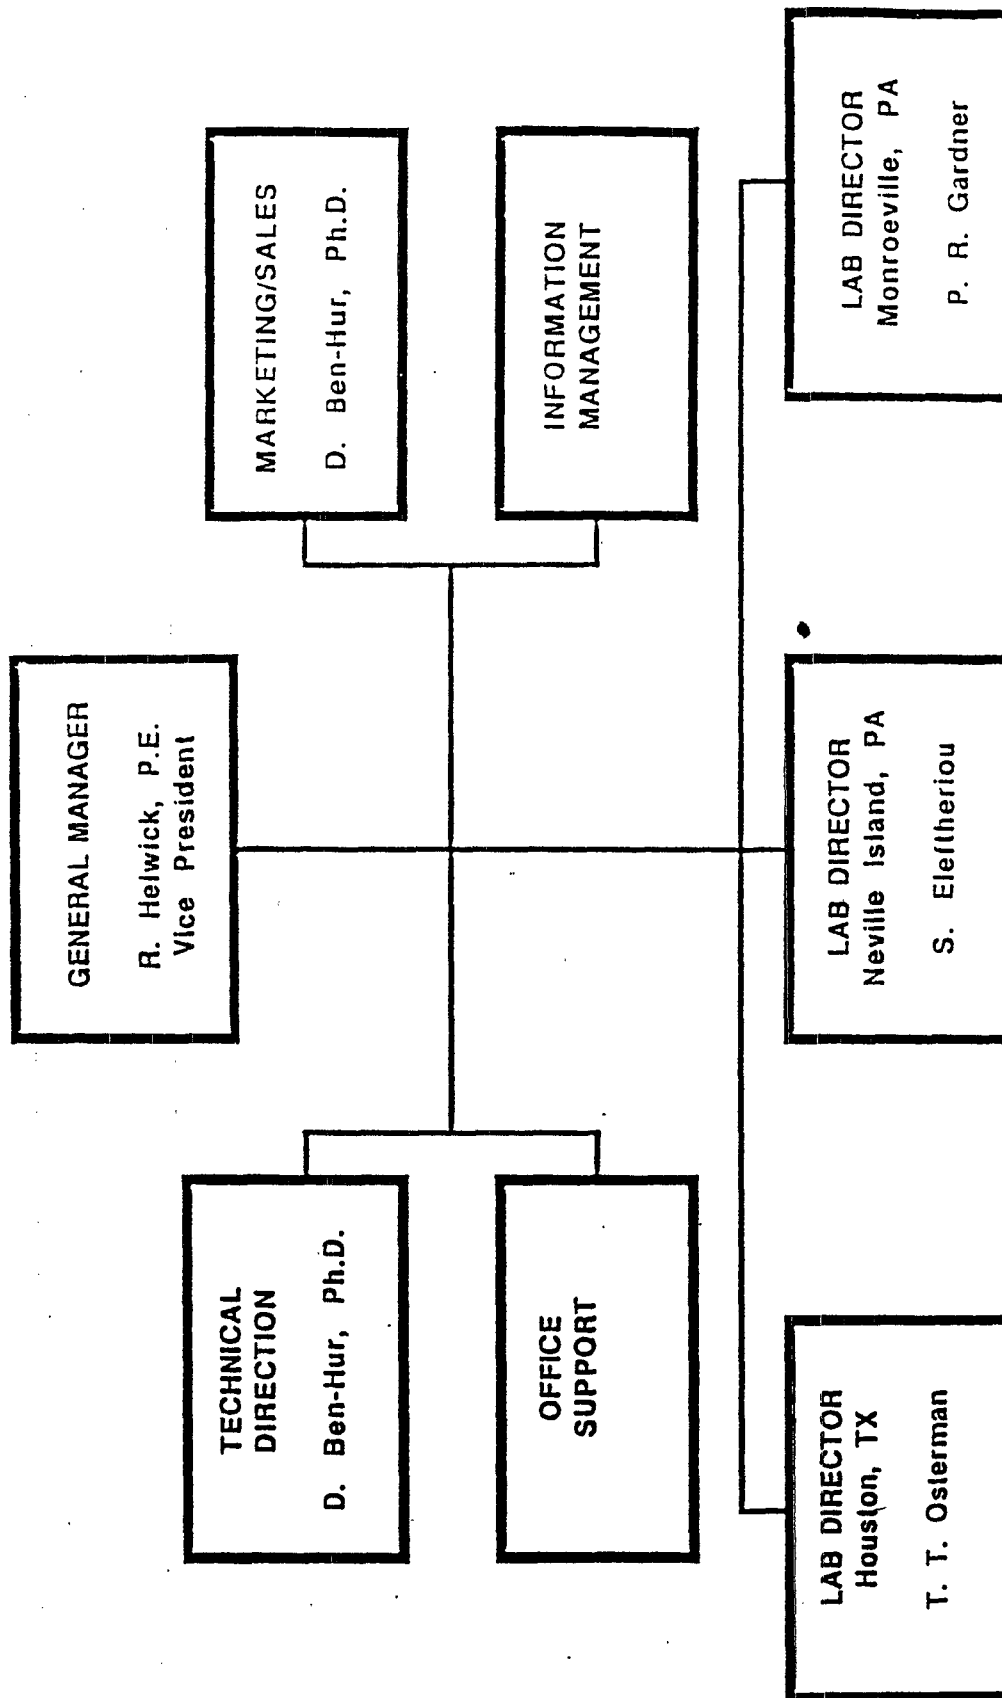 GENERAL MANAGER
R. Helwick, P.E.
Vice President
TECHNICAL
DIRECTION
D. Ben-Hur, Ph.D.
MARKETING/SALES
D. Ben-Hur, Ph.D.
OFFICE
SUPPORT
INFORMATION
MANAGEMENT
LAB DIRECTOR
Houston, TX
T. T. Osterman
LAB DIRECTOR
Neville Island, PA
S. Eleftheriou
LAB DIRECTOR
Monroeville, PA
P. R. Gardner